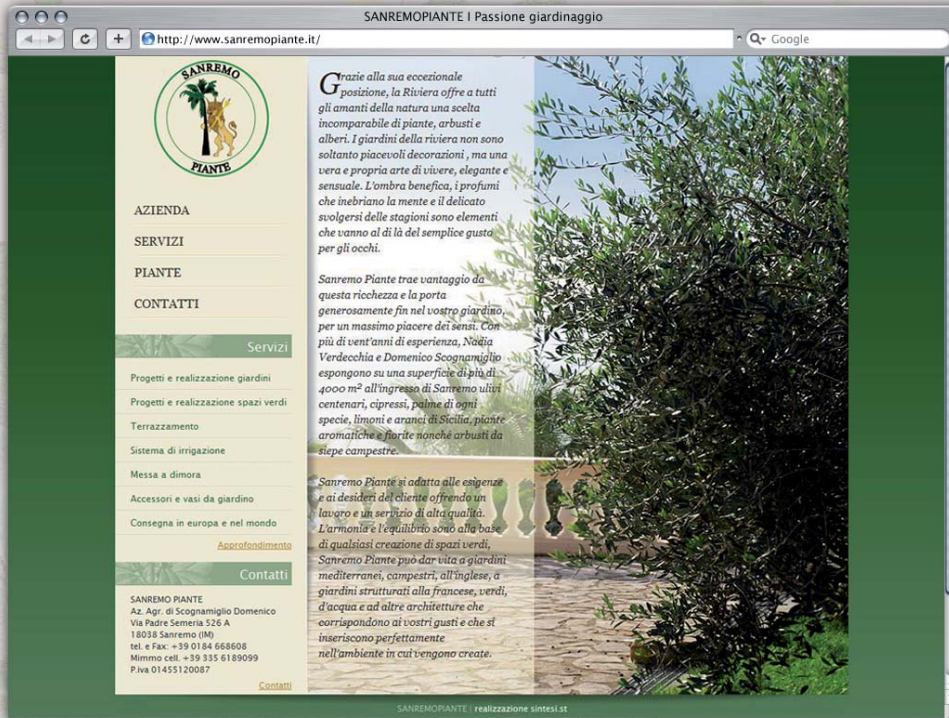 SANREMOPIANTE I Passione giardinaggio
http://www.sanremopiante.it/
Google
SANREMO
PIANTE
AZIENDA
SERVIZI
PIANTE
CONTATTI
Servizi
Progetti e realizzazione giardini
Progetti e realizzazione spazi verdi
Terrazzamento
Sistema di irrigazione
Messa a dimora
Accessori e vasi da giardino
Consegna in europa e nel mondo
Approfondimento
Contatti
SANREMO PIANTE
Az. Agr. di Scognamiglio Domenico
Via Padre Semeria 526 A
18038 Sanremo (IM)
tel. e Fax: +39 0184 668608
Mimmo cell. +39 335 6189099
P.iva 01455120087
Contatti
Grazie alla sua eccezionale
posizione, la Riviera offre a tutti
gli amanti della natura una scelta
incomparabile di piante, arbusti e
alberi. I giardini della riviera non sono
soltanto piacevoli decorazioni , ma una
vera e propria arte di vivere, elegante e
sensuale. L'ombra benefica, i profumi
che inebriano la mente e il delicato
svolgersi delle stagioni sono elementi
che vanno al di là del semplice gusto
per gli occhi.
Sanremo Piante trae vantaggio da
questa ricchezza e la porta
generosamente fin nel vostro giardino,
per un massimo piacere dei sensi. Con
più di vent'anni di esperienza, Nadia
Verdecchia e Domenico Scognamiglio
espongono su una superficie di più di
4000 m² all'ingresso di Sanremo ulivi
centenari, cipressi, palme di ogni
specie, limoni e aranci di Sicilia, piante
aromatiche e fiorite nonché arbusti da
siepe campestre.
Sanremo Piante si adatta alle esigenze
e ai desideri del cliente offrendo un
lavoro e un servizio di alta qualità.
L'armonia e l'equilibrio sono alla base
di qualsiasi creazione di spazi verdi,
Sanremo Piante può dar vita a giardini
mediterranei, campestri, all'inglese, a
giardini strutturati alla francese, verdi,
d'acqua e ad altre architetture che
corrispondono ai vostri gusti e che si
inseriscono perfettamente
nell'ambiente in cui vengono create.
SANREMOPIANTE | realizzazione sintesi.st